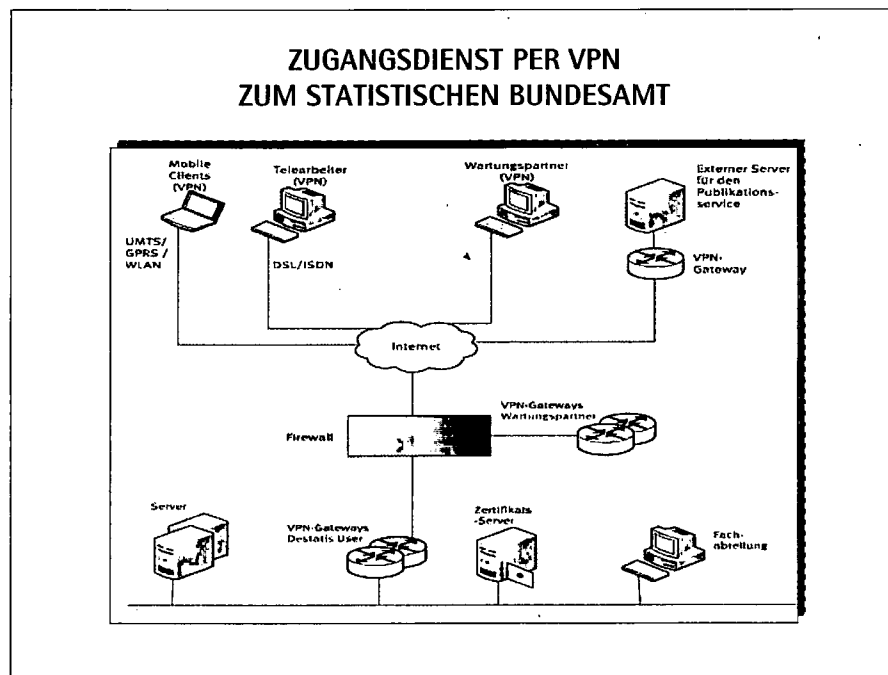 ZUGANGSDIENST PER VPN
ZUM STATISTISCHEN BUNDESAMT
Mobile
Clients
(VPN)
Telearbeiter
(VPN)
Wartungspartner
(VPN)
Externer Server
für den
Publikations-
service
UMTS/
GPRS /
WLAN
DSL/ISDN
VPN-
Gateway
Internet
VPN-Gateways
Wartungspartner
Firewall
Server
VPN-Gateways
Destatis User
Zertifikats
-Server
Fach-
abteilung